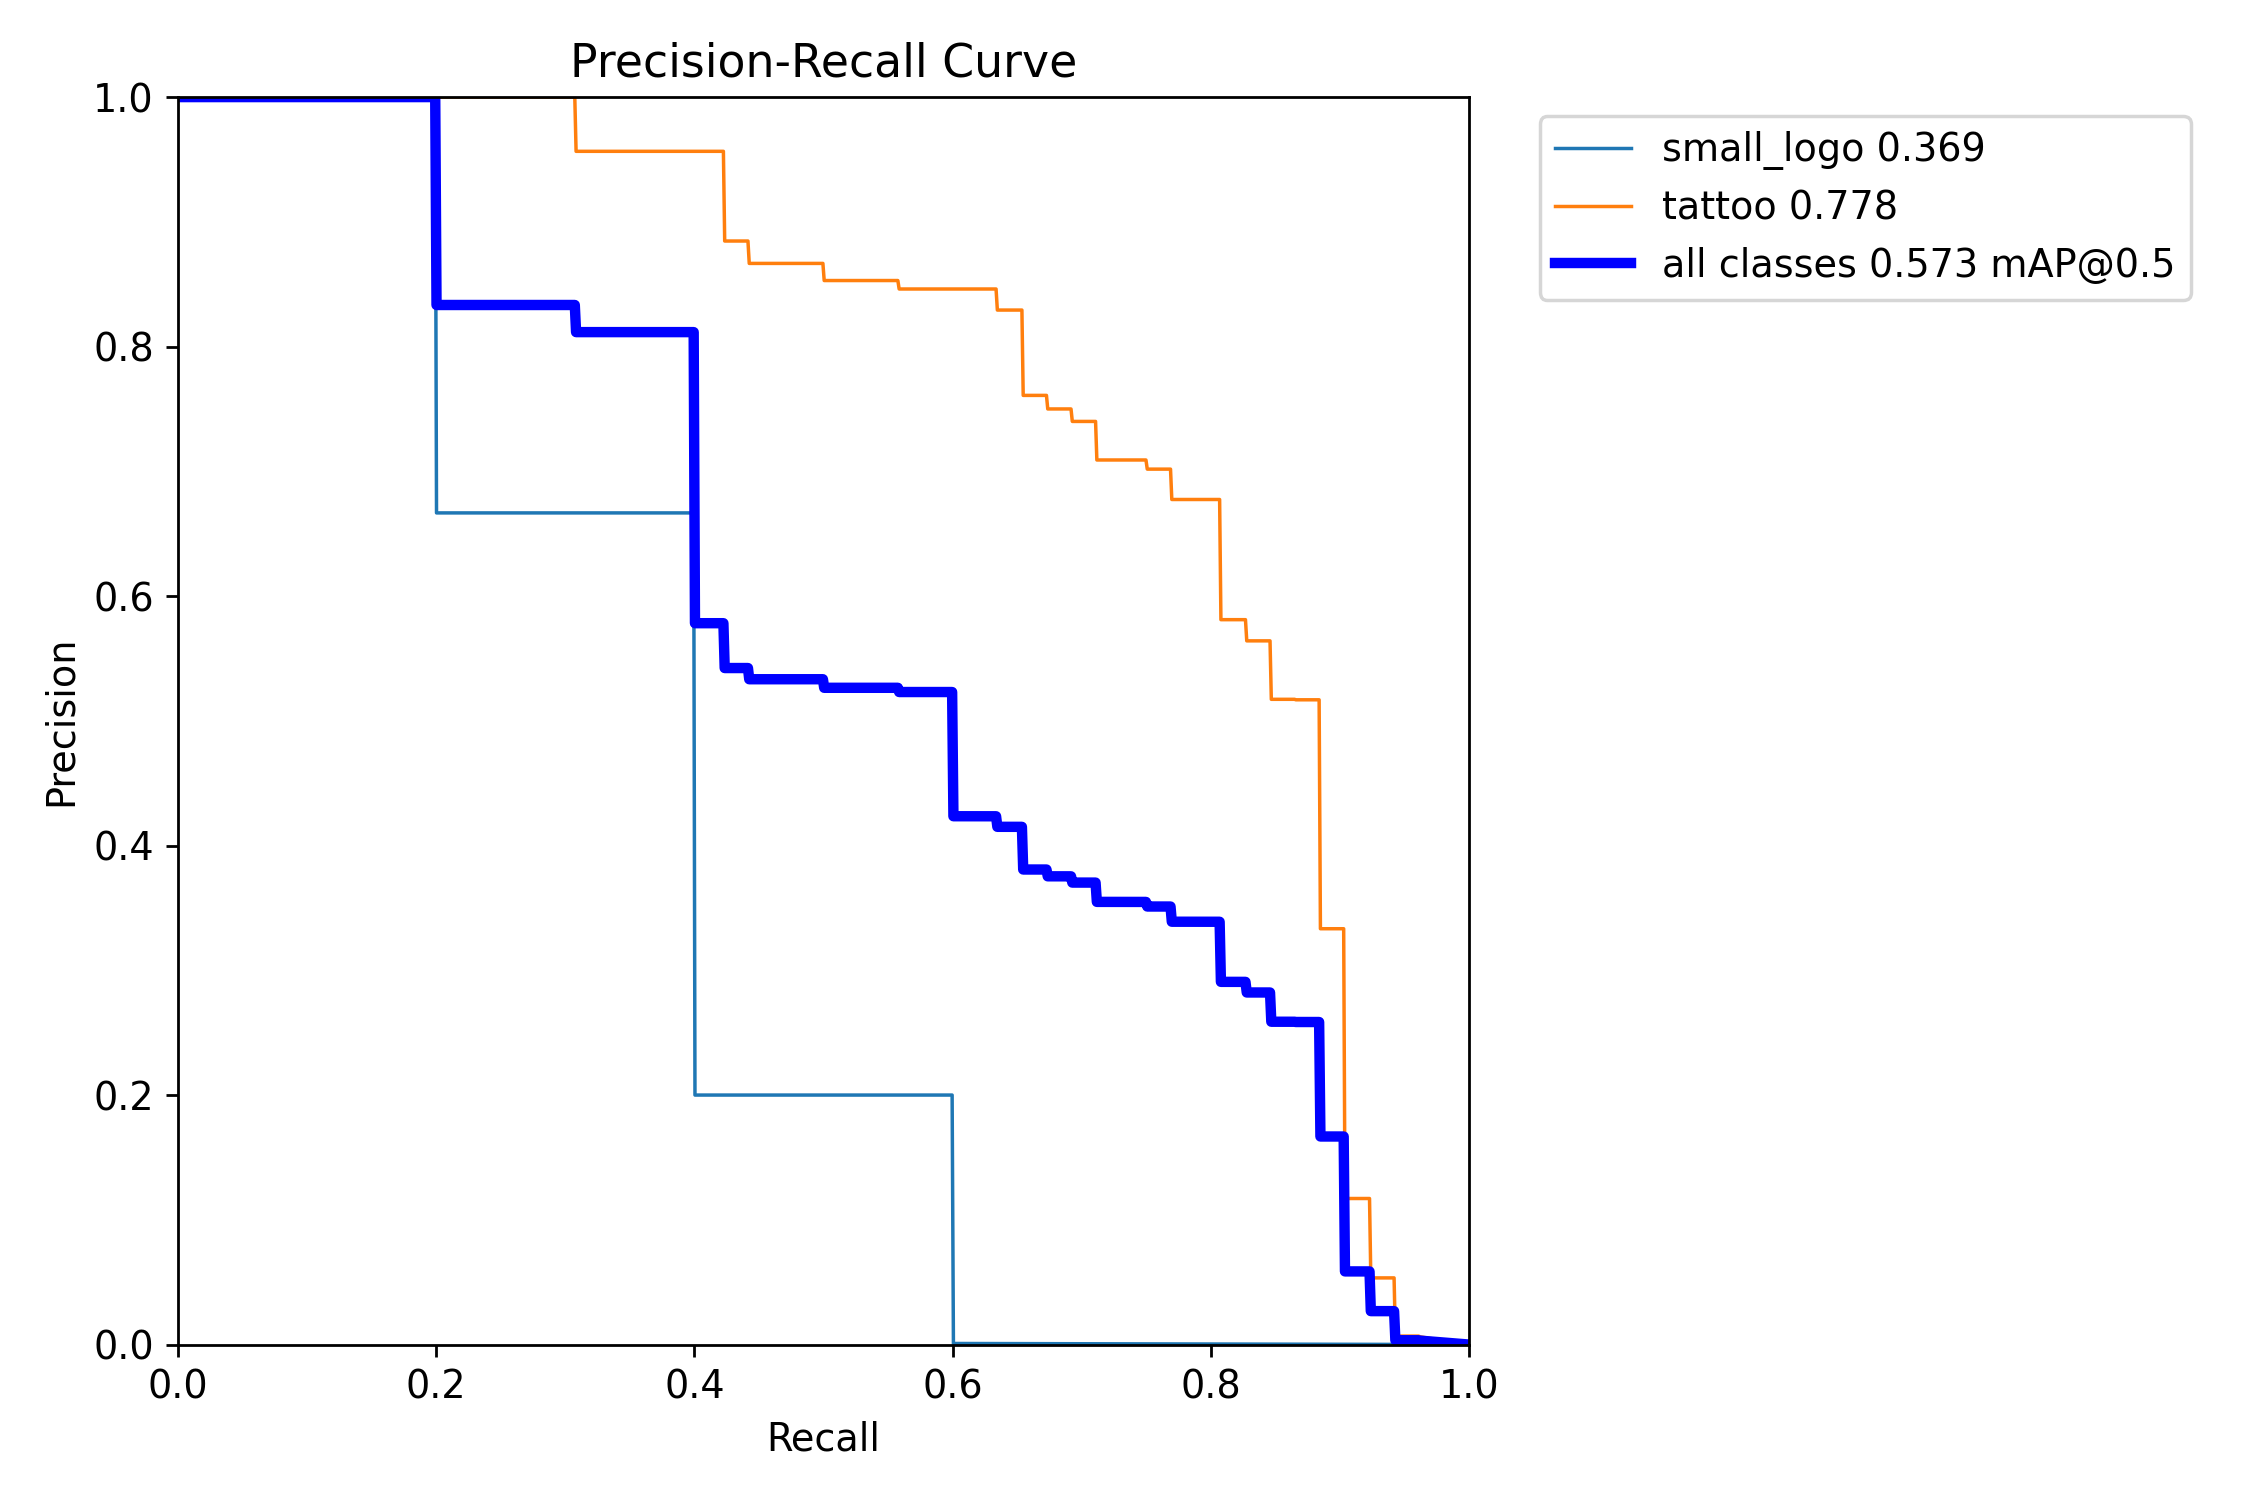 Precision-Recall Curve
small_logo 0.369
tattoo 0.778
all classes 0.573 mAP@0.5
1.0
0.8
0.6
0.4
0.2
0.0
Precision
0.0 0.2 0.4 0.6 0.8 1.0
Recall